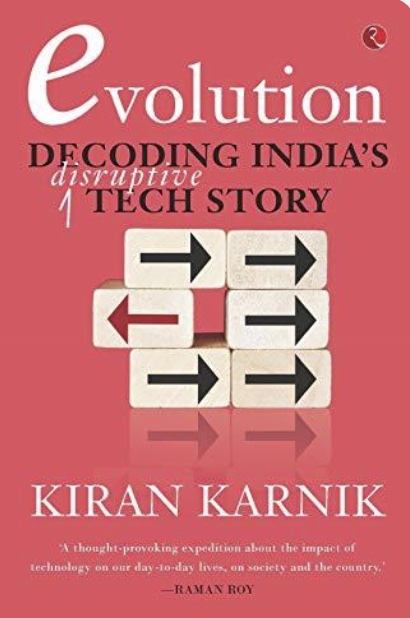 evolution
DECODING INDIA'S
disruptive
TECH STORY
KIRAN KARNIK
'A thought-provoking expedition about the impact of
technology on our day-to-day lives, on society and the country.'
—RAMAN ROY